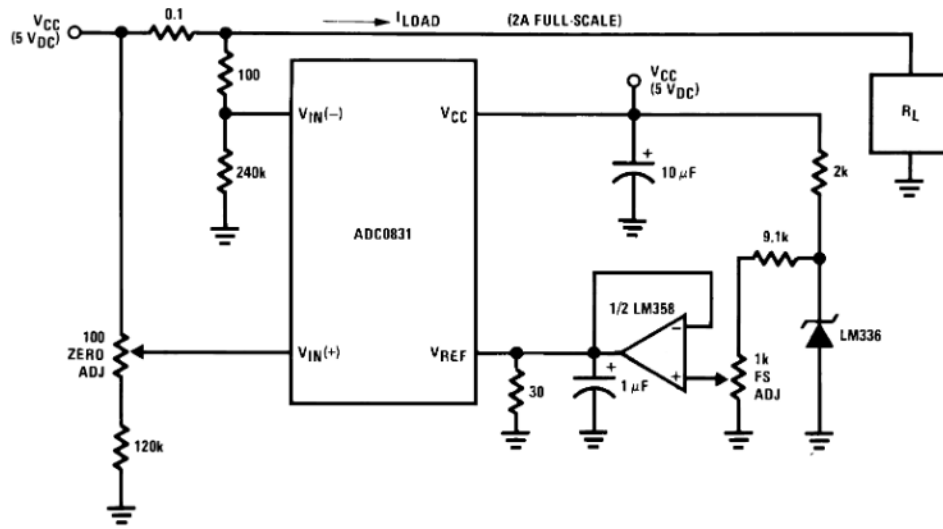 0.1
I LOAD (2A FULL-SCALE)
VCC
(5 VDC)
100
VCC
(5 VDC)
VIN(−)
VCC
RL
240k
+
10 μF
2k
ADC0831
9.1k
1/2 LM358
−
LM336
100
ZERO
ADJ
VIN(+)
VREF
+
1 μF
+
1k
FS
ADJ
30
120k